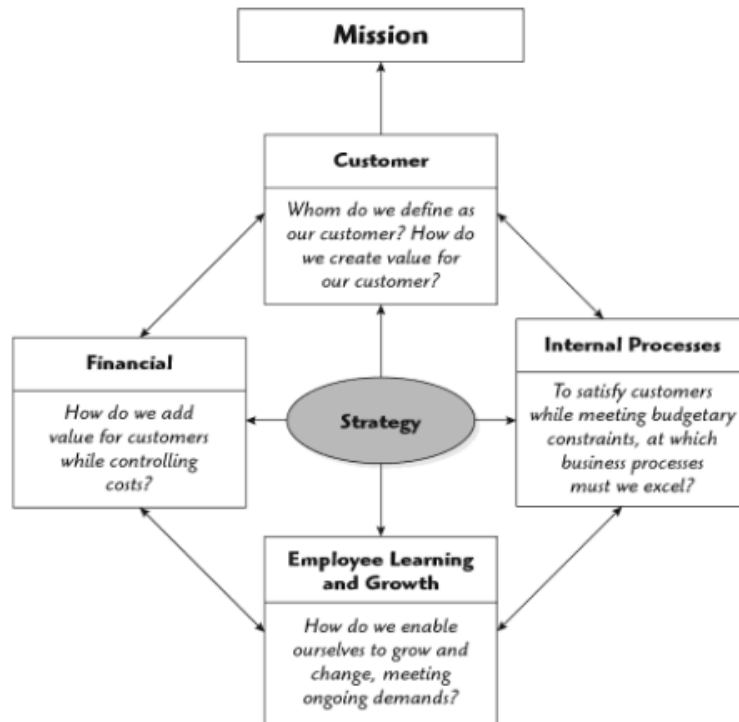 Mission
Customer
Whom do we define as
our customer? How do
we create value for
our customer?
Financial
How do we add
value for customers
while controlling
costs?
Strategy
Internal Processes
To satisfy customers
while meeting budgetary
constraints, at which
business processes
must we excel?
Employee Learning
and Growth
How do we enable
ourselves to grow and
change, meeting
ongoing demands?